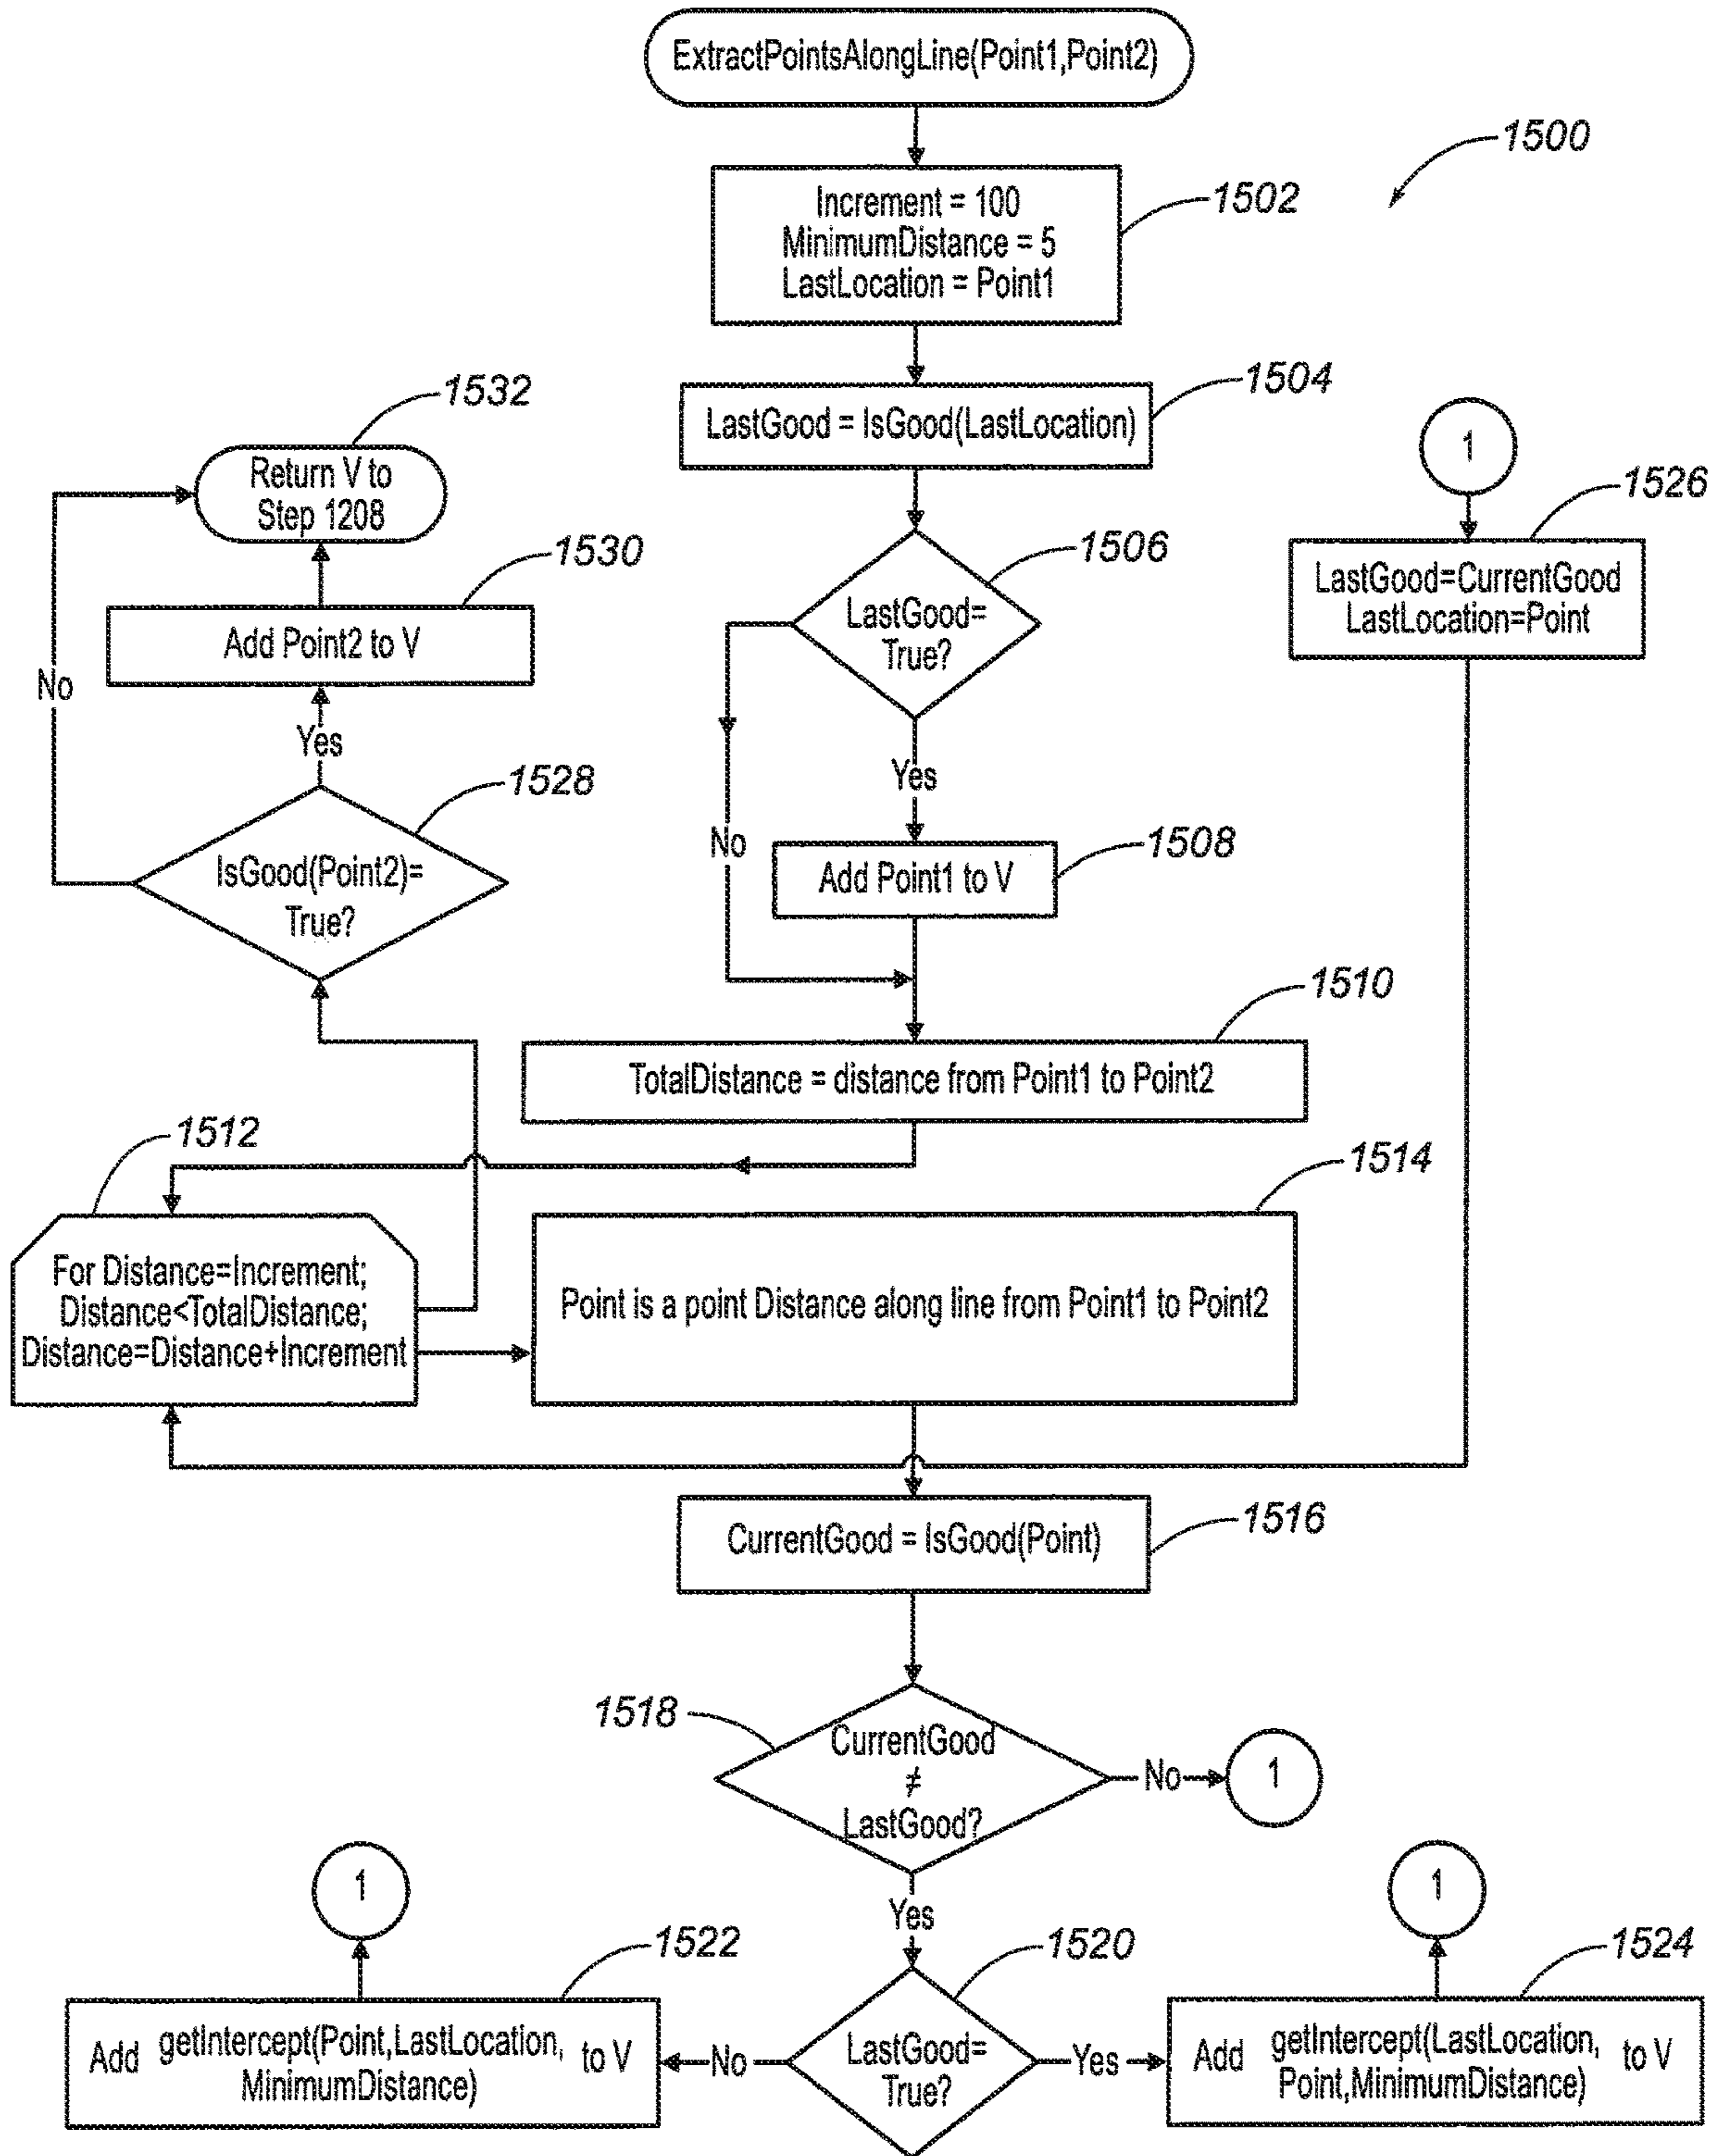 ExtractPointsAlongLine(Point1,Point2)
1500
1502
Increment = 100
MinimumDistance = 5
LastLocation = Point1
1504
LastGood = IsGood(LastLocation)
1506
LastGood=
True?
Yes
No
1508
Add Point1 to V
1510
TotalDistance = distance from Point1 to Point2
1512
For Distance=Increment;
Distance<TotalDistance;
Distance=Distance+Increment
1514
Point is a point Distance along line from Point1 to Point2
1516
CurrentGood = IsGood(Point)
1518
CurrentGood
≠
LastGood?
No
1
Yes
1520
LastGood=
True?
No
1522
Add getIntercept(Point,LastLocation, to V
MinimumDistance)
1
Yes
1524
Add getIntercept(LastLocation, to V
Point,MinimumDistance)
1
1
1526
LastGood=CurrentGood
LastLocation=Point
1528
IsGood(Point2)=
True?
Yes
No
1530
Add Point2 to V
1532
Return V to
Step 1208